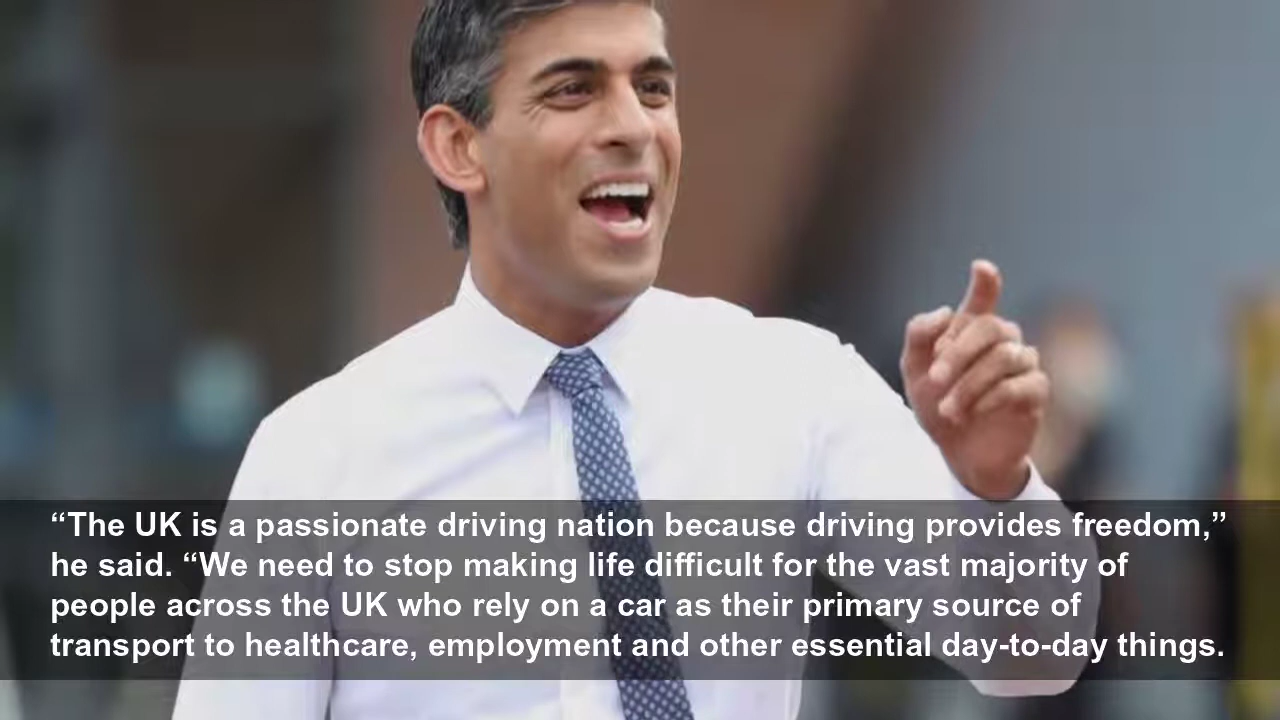 “The UK is a passionate driving nation because driving provides freedom,”
he said. “We need to stop making life difficult for the vast majority of
people across the UK who rely on a car as their primary source of
transport to healthcare, employment and other essential day-to-day things.